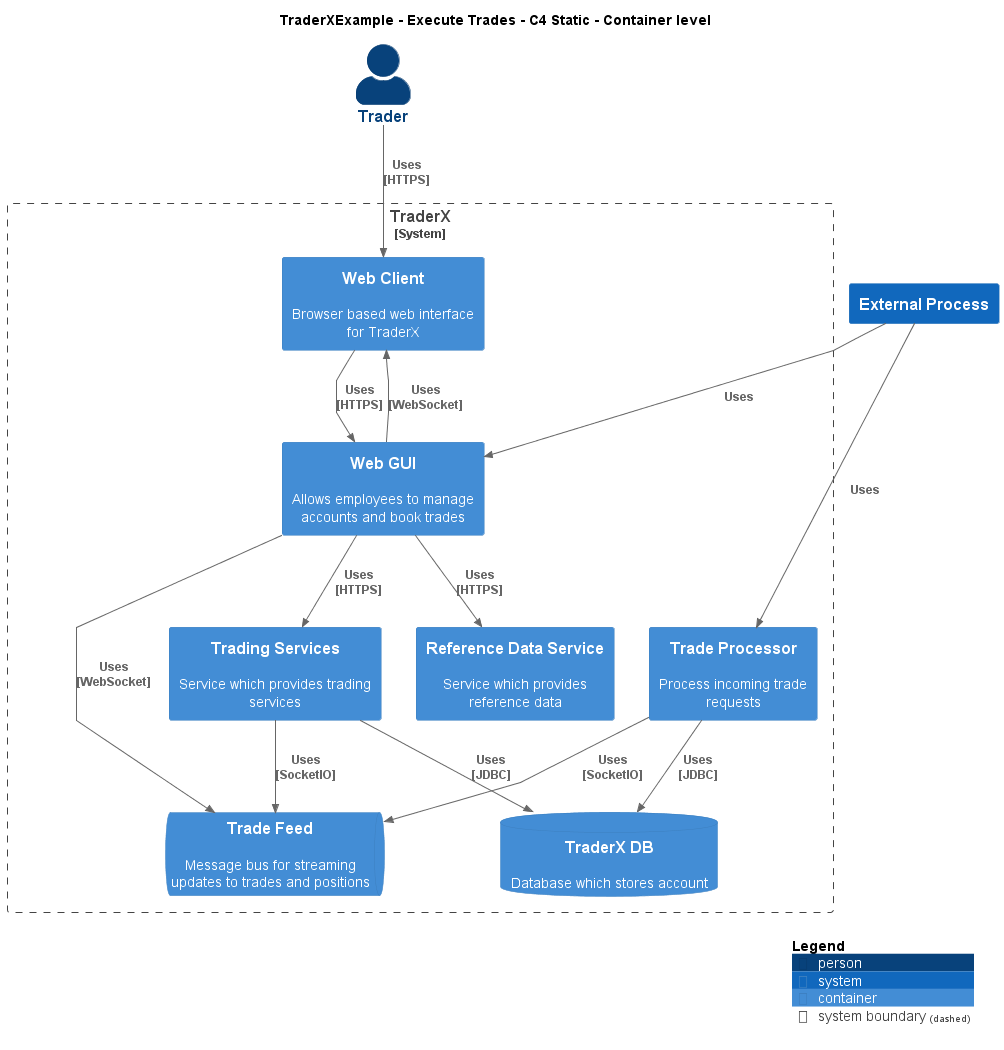 TraderXExample - Execute Trades - C4 Static - Container level
Trader
Uses
[HTTPS]
TraderX
[System]
Web Client
Browser based web interface
for TraderX
External Process
Uses
[HTTPS]
Uses
[WebSocket]
Uses
Web GUI
Allows employees to manage
accounts and book trades
Uses
Uses
[HTTPS]
Uses
[HTTPS]
Uses
[WebSocket]
Trading Services
Service which provides trading
services
Reference Data Service
Service which provides
reference data
Trade Processor
Process incoming trade
requests
Uses
[SocketIO]
Uses
[JDBC]
Uses
[SocketIO]
Uses
[JDBC]
Trade Feed
Message bus for streaming
updates to trades and positions
TraderX DB
Database which stores account
Legend
person
system
container
system boundary (dashed)